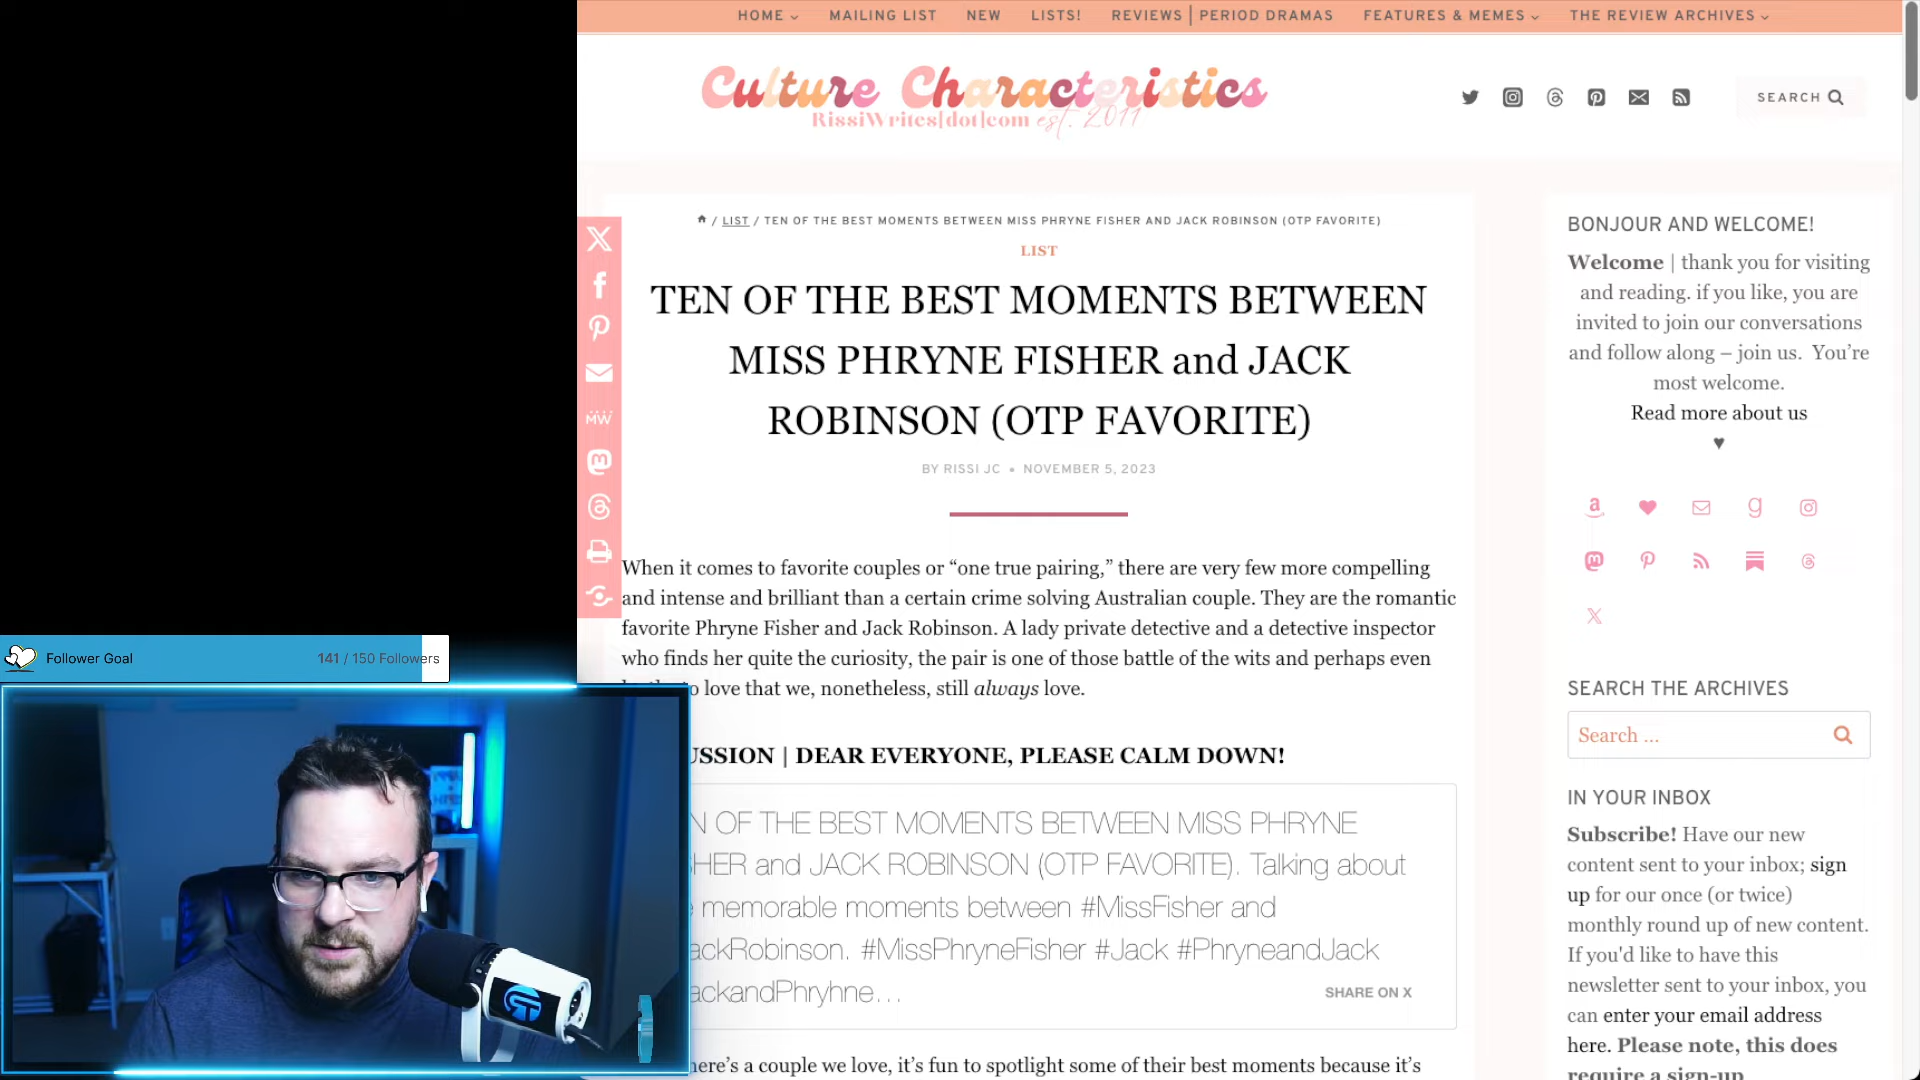 HOME
MAILING LIST
NEW
LISTS!
REVIEWS | PERIOD DRAMAS
FEATURES & MEMES
THE REVIEW ARCHIVES
Culture Characteristics
RissiWrites[dot]com est. 2011
SEARCH
/ LIST / TEN OF THE BEST MOMENTS BETWEEN MISS PHRYNE FISHER AND JACK ROBINSON (OTP FAVORITE)
LIST
TEN OF THE BEST MOMENTS BETWEEN
MISS PHRYNE FISHER and JACK
ROBINSON (OTP FAVORITE)
BY RISSI JC • NOVEMBER 5, 2023
When it comes to favorite couples or “one true pairing,” there are very few more compelling
and intense and brilliant than a certain crime solving Australian couple. They are the romantic
favorite Phryne Fisher and Jack Robinson. A lady private detective and a detective inspector
who finds her quite the curiosity, the pair is one of those battle of the wits and perhaps even
to love that we, nonetheless, still always love.
USSION | DEAR EVERYONE, PLEASE CALM DOWN!
N OF THE BEST MOMENTS BETWEEN MISS PHRYNE
HER and JACK ROBINSON (OTP FAVORITE). Talking about
memorable moments between #MissFisher and
ackRobinson. #MissPhryneFisher #Jack #PhryneandJack
ackandPhryhne…
SHARE ON X
here’s a couple we love, it’s fun to spotlight some of their best moments because it’s
MW
BONJOUR AND WELCOME!
Welcome | thank you for visiting
and reading. if you like, you are
invited to join our conversations
and follow along – join us. You’re
most welcome.
Read more about us
♥
SEARCH THE ARCHIVES
Search ...
IN YOUR INBOX
Subscribe! Have our new
content sent to your inbox; sign
up for our once (or twice)
monthly round up of new content.
If you'd like to have this
newsletter sent to your inbox, you
can enter your email address
here. Please note, this does
require a sign-up
Follower Goal
141 / 150 Followers